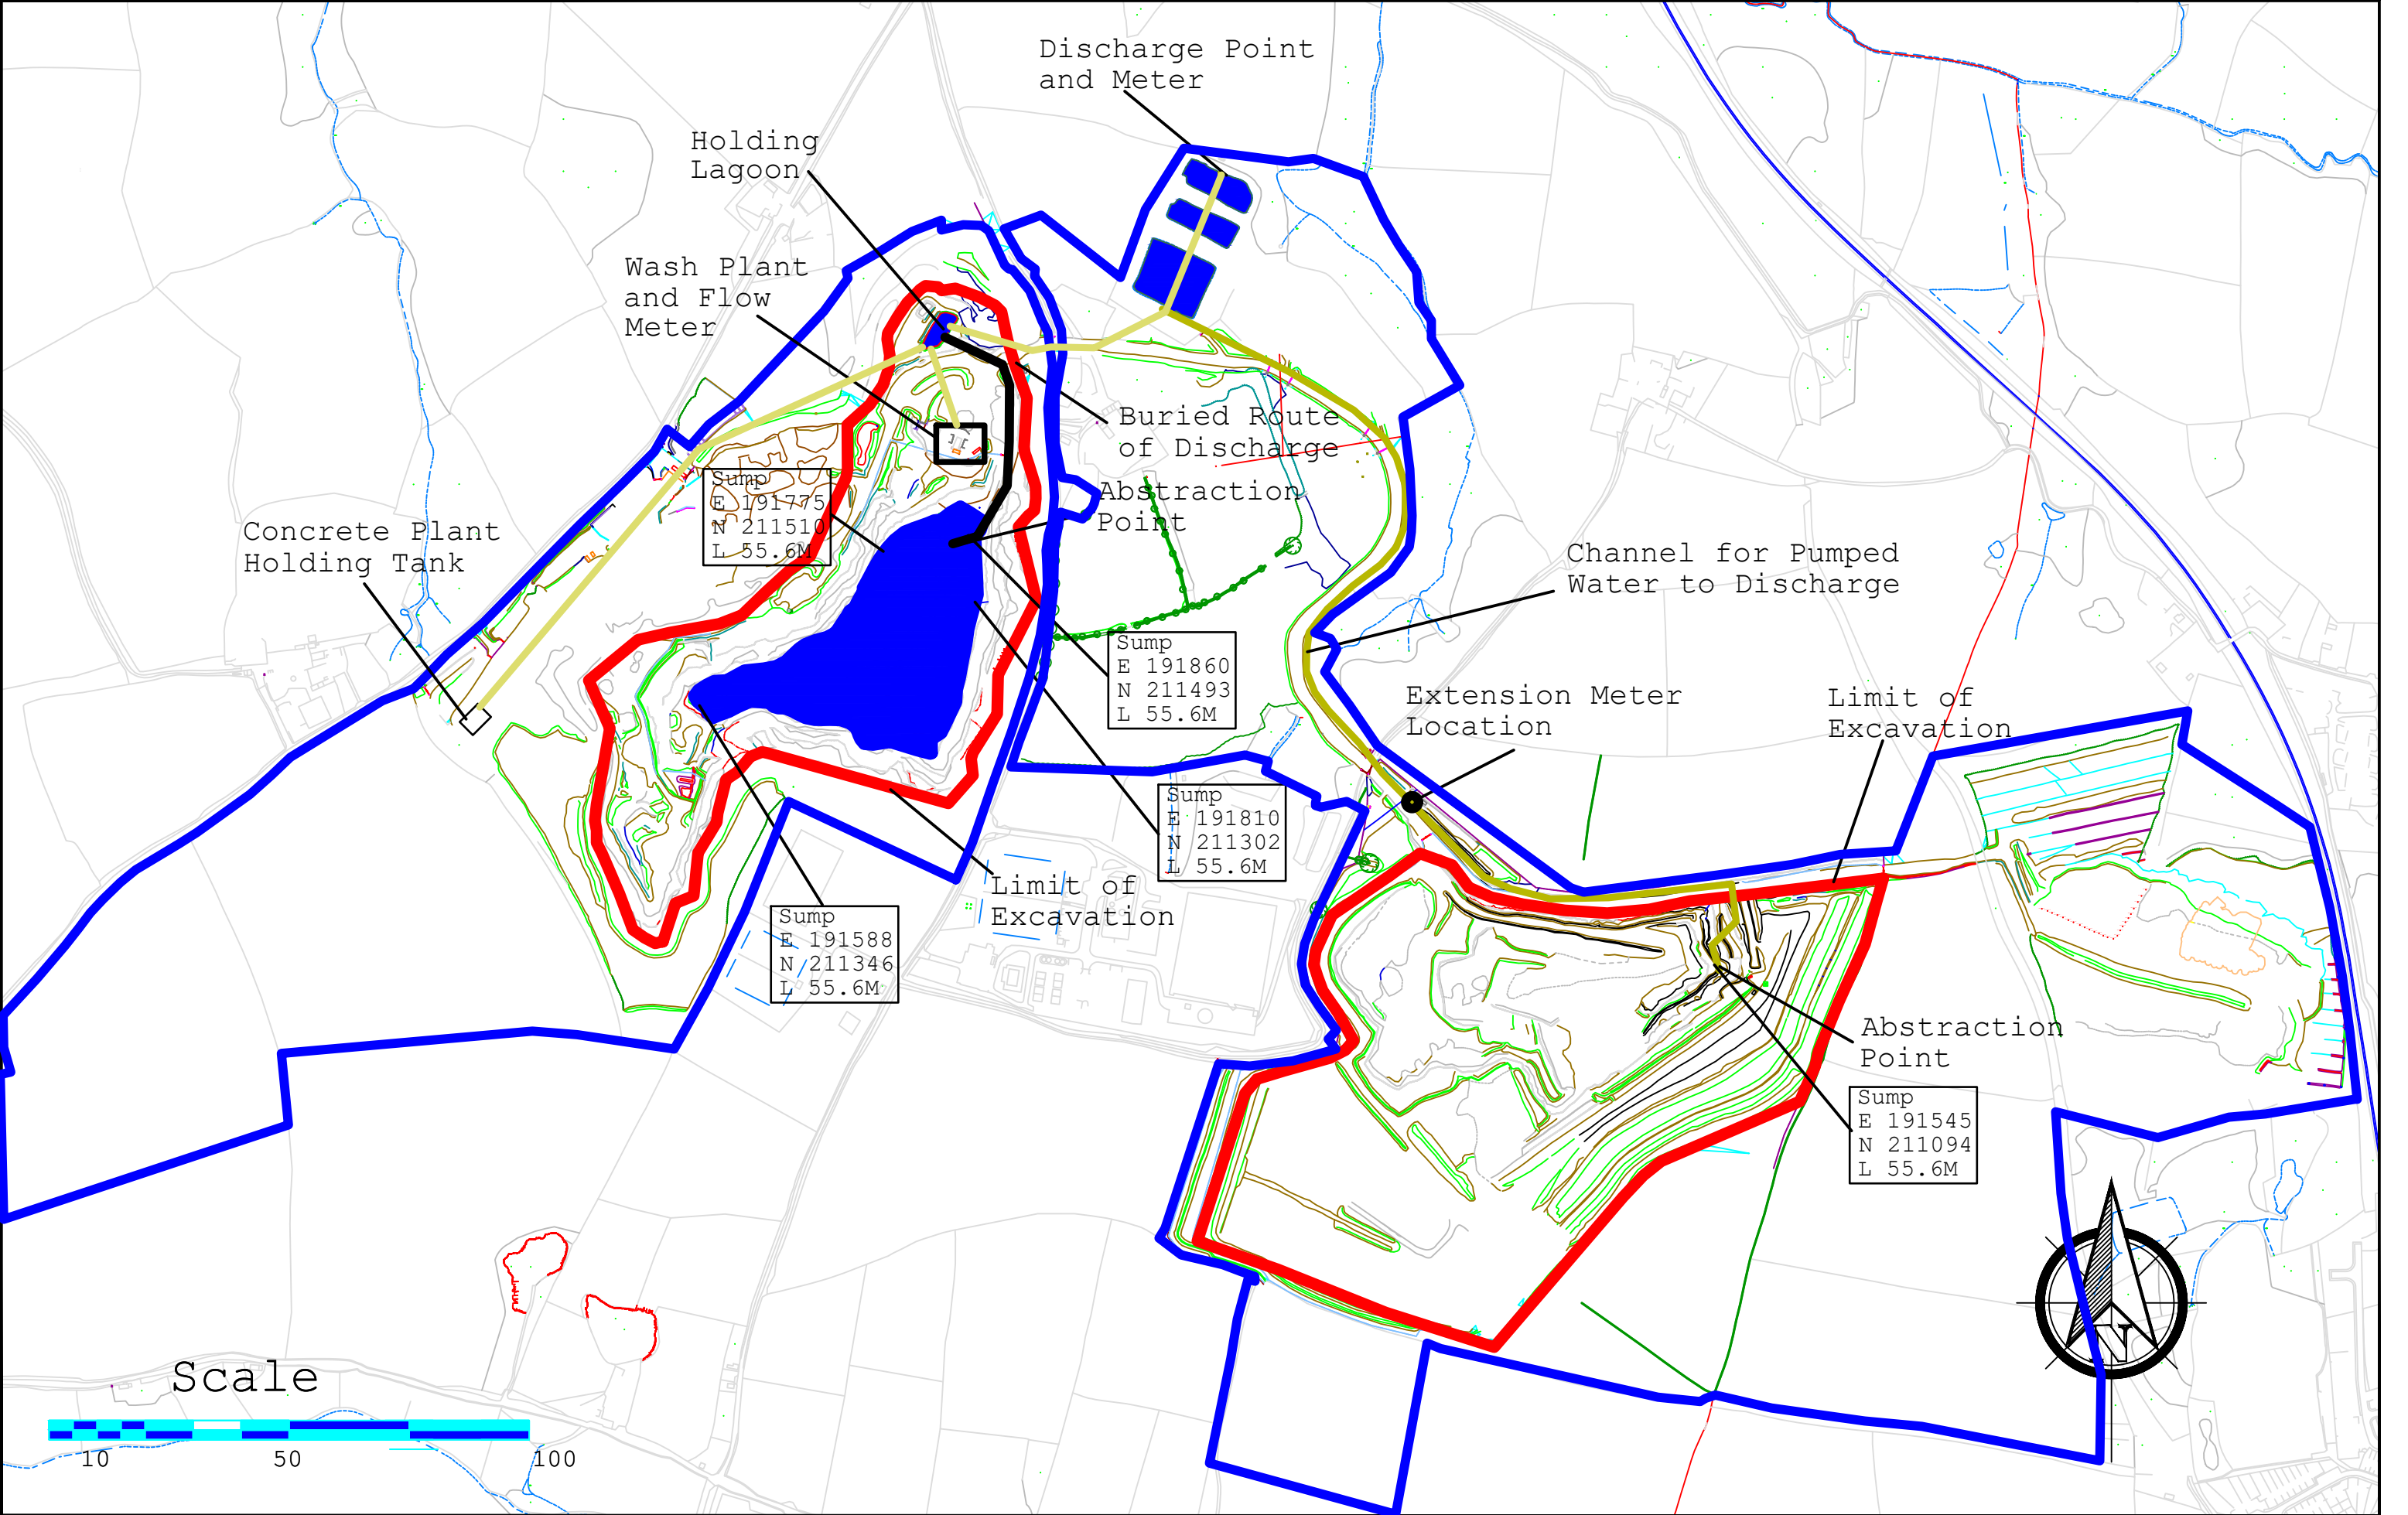 Discharge Point
and Meter
Holding
Lagoon
Wash Plant
and Flow
Meter
Buried Route
of Discharge
Sump
E 191775
N 211510
L 55.6M
Abstraction
Point
Concrete Plant
Holding Tank
Channel for Pumped
Water to Discharge
Sump
E 191860
N 211493
L 55.6M
Extension Meter
Location
Limit of
Excavation
Sump
E 191810
N 211302
L 55.6M
Limit of
Excavation
Sump
E 191588
N 211346
L 55.6M
Abstraction
Point
Sump
E 191545
N 211094
L 55.6M
N
Scale
10 50 100